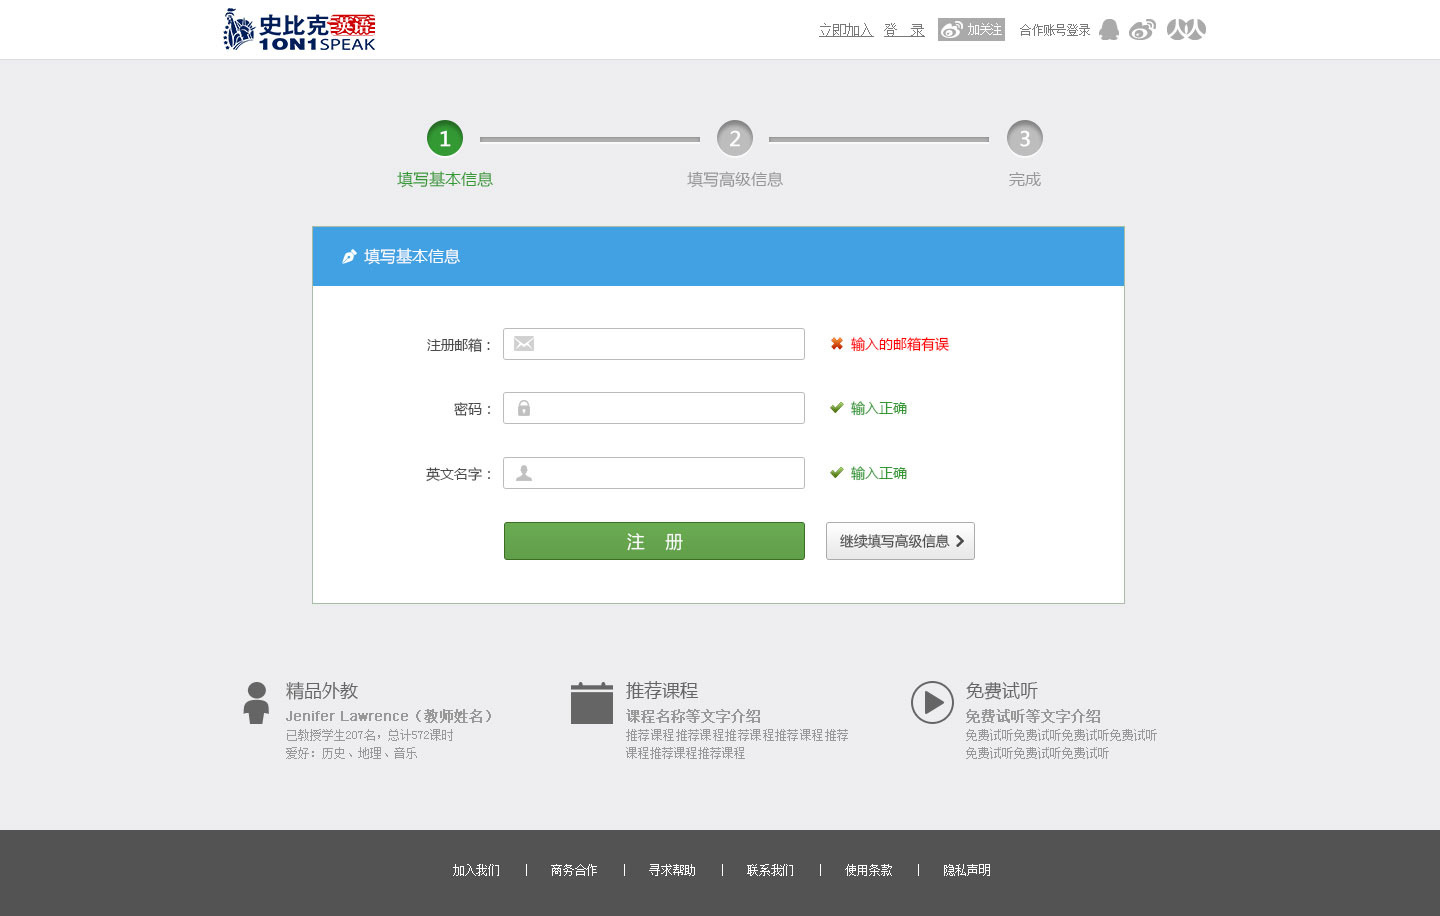 史比克英语
1ON1SPEAK
立即加入 登 录 加关注 合作账号登录
1 2 3
填写基本信息 填写高级信息 完成
填写基本信息
注册邮箱： 输入的邮箱有误
密码： 输入正确
英文名字： 输入正确
注 册 继续填写高级信息
精品外教
Jenifer Lawrence（教师姓名）
已教授学生207名，总计572课时
爱好：历史、地理、音乐
推荐课程
课程名称等文字介绍
推荐课程推荐课程推荐课程推荐课程推荐
课程推荐课程推荐课程
免费试听
免费试听等文字介绍
免费试听免费试听免费试听免费试听
免费试听免费试听免费试听
加入我们 | 商务合作 | 寻求帮助 | 联系我们 | 使用条款 | 隐私声明